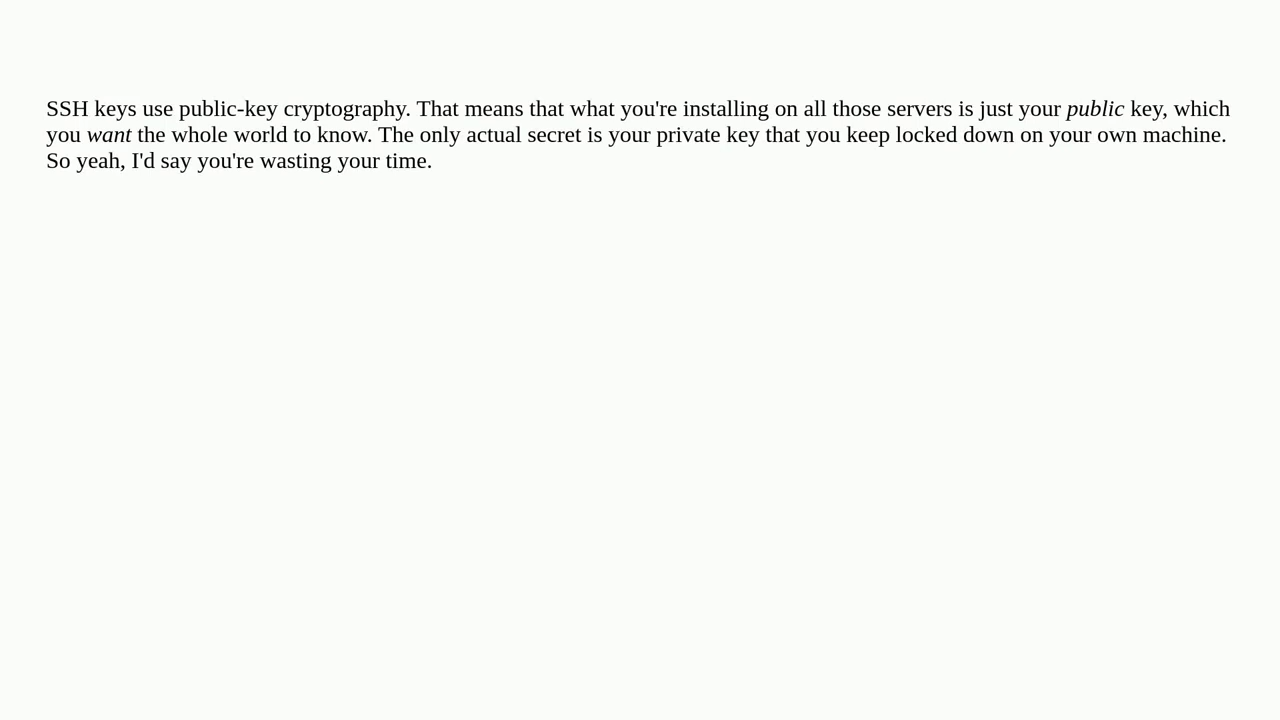 SSH keys use public-key cryptography. That means that what you're installing on all those servers is just your public key, which
you want the whole world to know. The only actual secret is your private key that you keep locked down on your own machine.
So yeah, I'd say you're wasting your time.